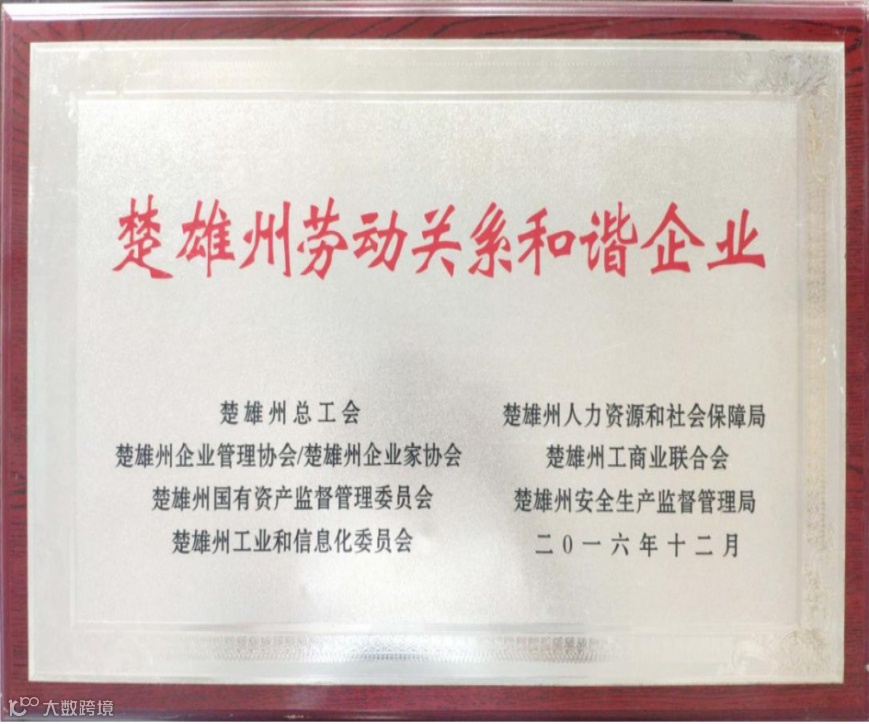 楚雄州劳动关系和谐企业
楚雄州总工会
楚雄州企业管理协会/楚雄州企业家协会
楚雄州国有资产监督管理委员会
楚雄州工业和信息化委员会
楚雄州人力资源和社会保障局
楚雄州工商业联合会
楚雄州安全生产监督管理局
二〇一六年十二月
大数跨境